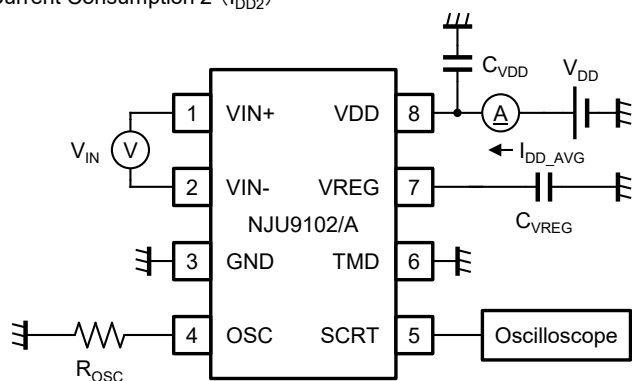 urrent Consumption 2 (IDD2)
CVDD
VDD
1 VIN+ VDD 8 A
VIN V
IDD_AVG
2 VIN- VREG 7
NJU9102/A
CVREG
3 GND TMD 6
4 OSC SCRT 5 Oscilloscope
ROSC